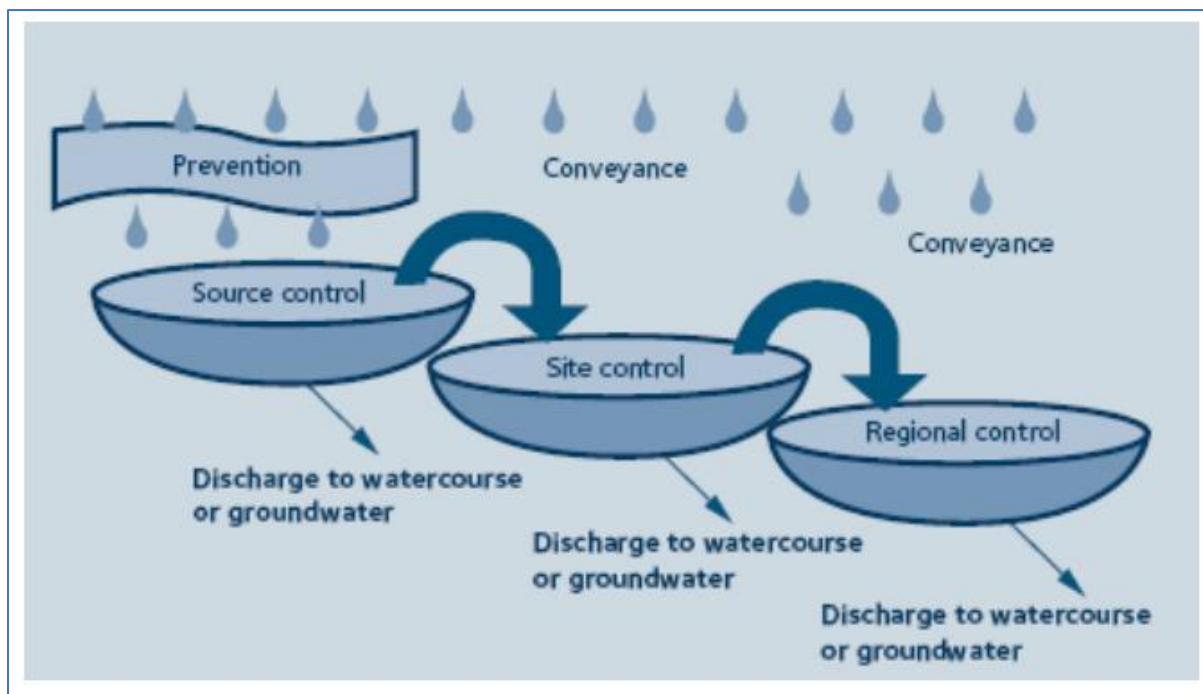 Prevention
Conveyance
Conveyance
Source control
Site control
Regional control
Discharge to watercourse
or groundwater
Discharge to watercourse
or groundwater
Discharge to watercourse
or groundwater